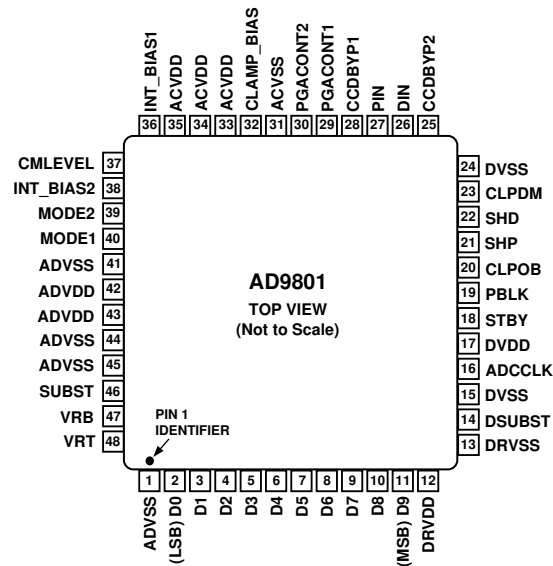 INT_BIAS1
ACVDD
ACVDD
ACVDD
CLAMP_BIAS
ACVSS
PGACONT2
PGACONT1
CCDBYP1
PIN
DIN
CCDBYP2
36 35 34 33 32 31 30 29 28 27 26 25
CMLEVEL 37
INT_BIAS2 38
MODE2 39
MODE1 40
ADVSS 41
ADVDD 42
ADVDD 43
ADVSS 44
ADVSS 45
SUBST 46
VRB 47
VRT 48
AD9801
TOP VIEW
(Not to Scale)
PIN 1
IDENTIFIER
24 DVSS
23 CLPDM
22 SHD
21 SHP
20 CLPOB
19 PBLK
18 STBY
17 DVDD
16 ADCCLK
15 DVSS
14 DSUBST
13 DRVSS
1 2 3 4 5 6 7 8 9 10 11 12
ADVSS
(LSB) D0
D1
D2
D3
D4
D5
D6
D7
D8
(MSB) D9
DRVDD